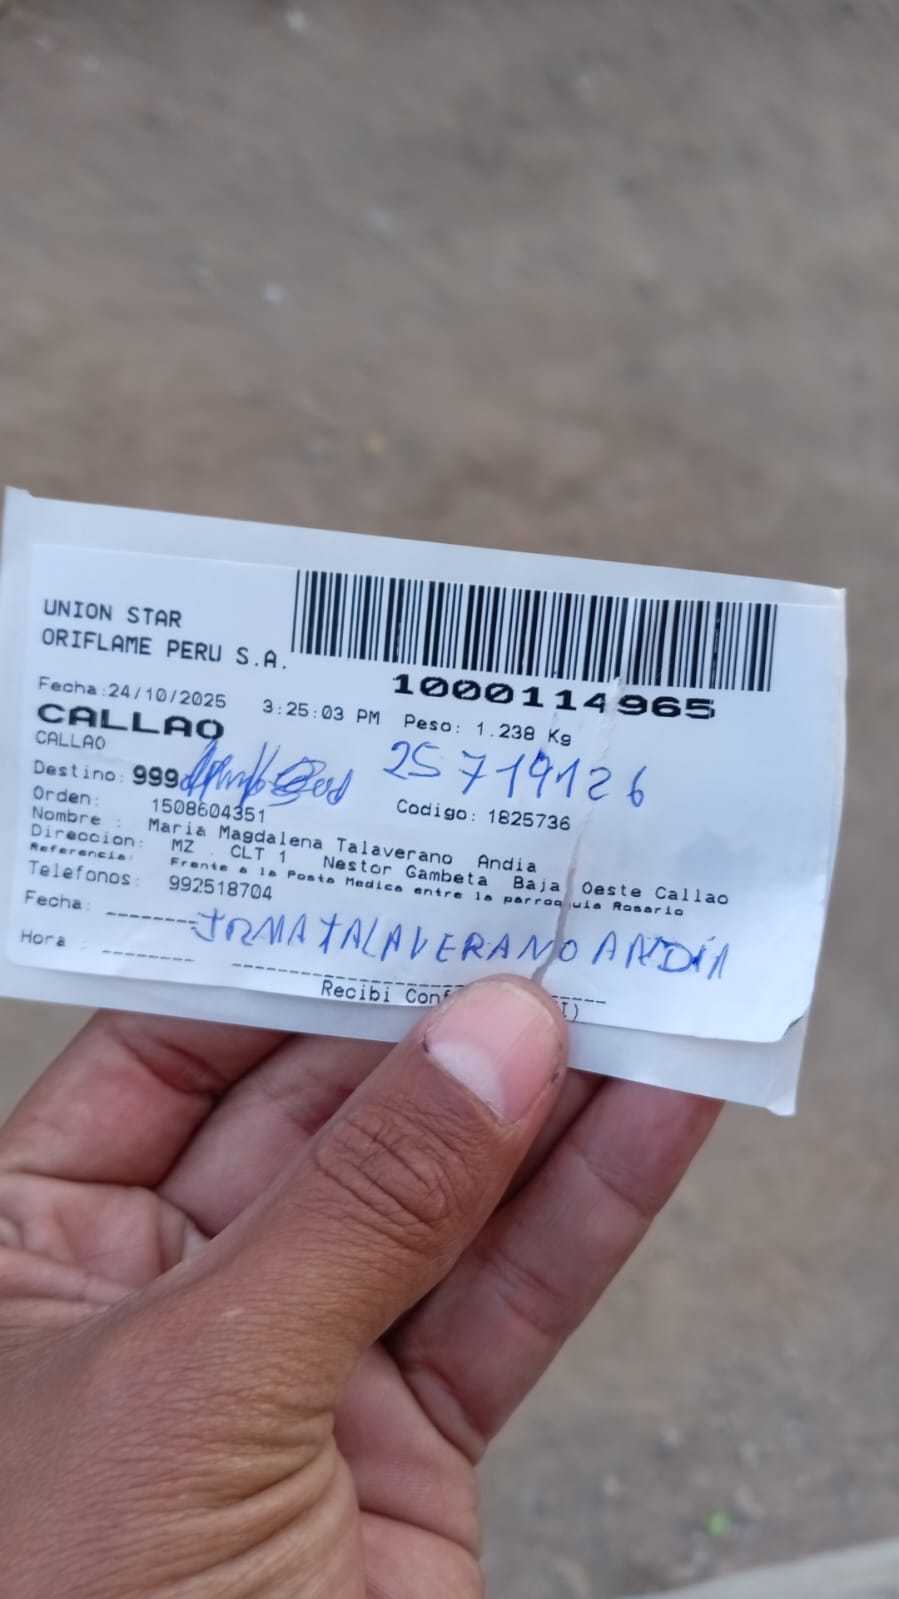 UNION STAR
ORIFLAME PERU S.A.
1000114965
Fecha:24/10/2025 3:25:03 PM Peso: 1.238 Kg
CALLAO
CALLAO
25719126
Destino: 999
Codigo: 1825736
Orden: 1508604351
Nombre : Maria Magdalena Talaverano Andia
Direccion: MZ . CLT 1 Nestor Gambeta Baja Oeste Callao
Referencia: Frente a la Posta Medica entre la parroquia Rosario
Telefonos: 992518704
Fecha: --------
IRMA TALAVERANO ANDÍA
Hora : --------
Recibi Conf I)